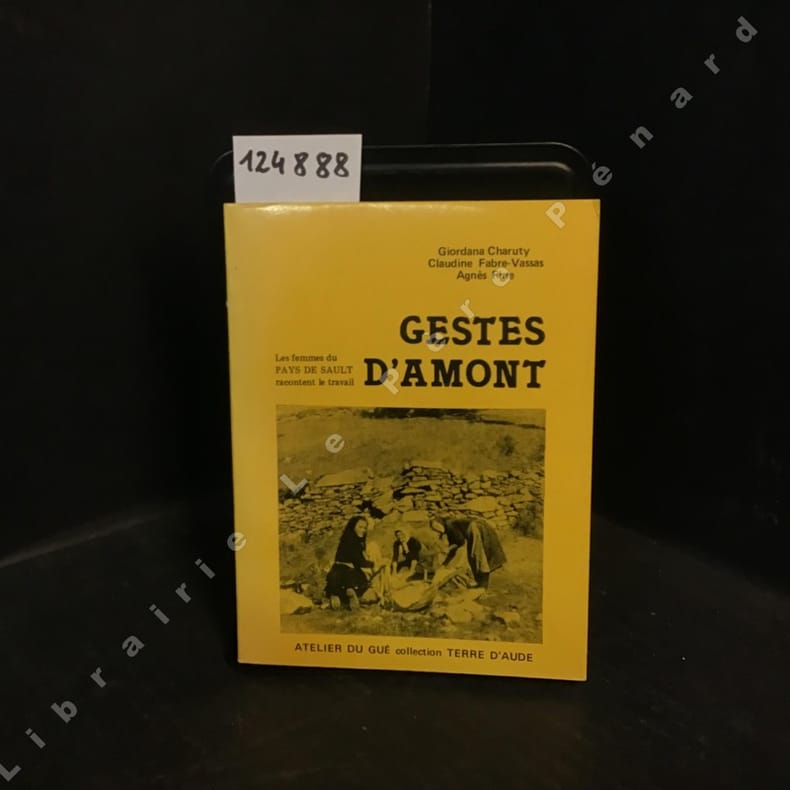 124888
Giordana Charuty
Claudine Fabre-Vassas
Agnès Fine
GESTES
D'AMONT
Les femmes du
PAYS DE SAULT
racontent le travail
ATELIER DU GUÉ collection TERRE D'AUDE
Librairie Le Père Pénard